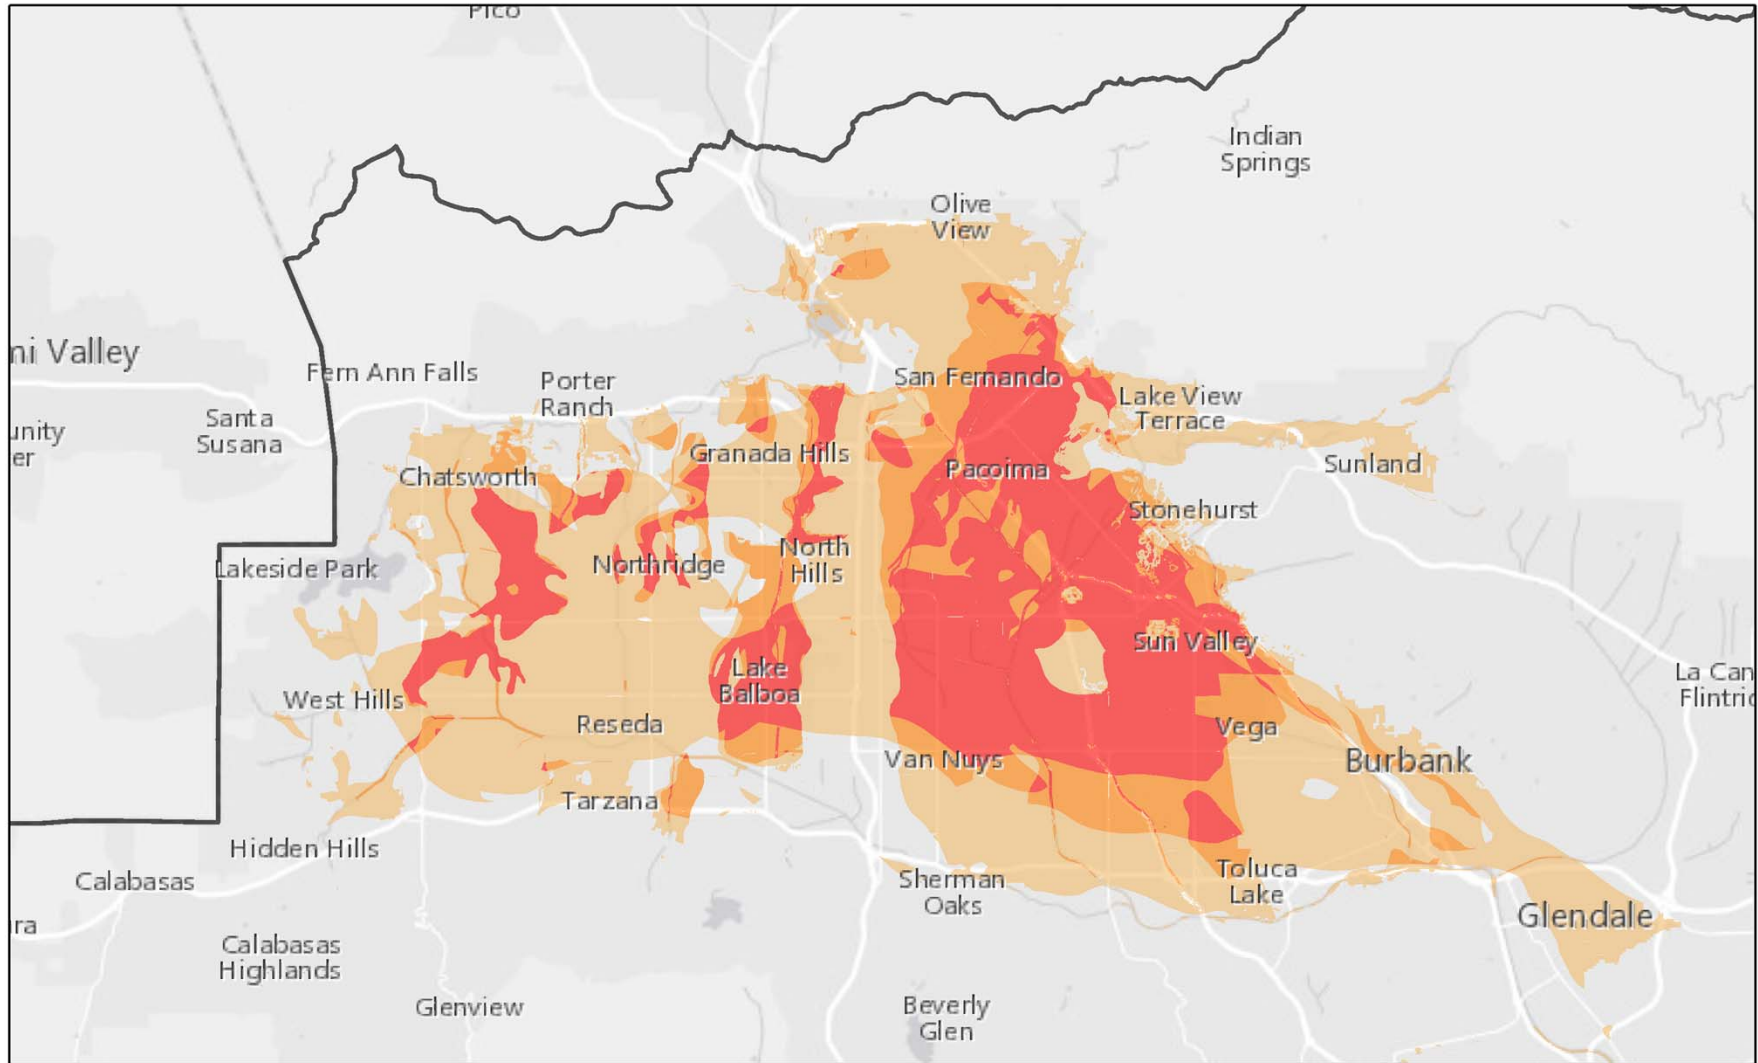 Pico
Indian
Springs
Olive
View
ni Valley
Fern Ann Falls
Porter
Ranch
San Fernando
Lake View
Terrace
Santa
Susana
unity
er
Granada Hills
Chatsworth
Pacoima
Sunland
Stonehurst
Lakeside Park
Northridge
North
Hills
Sun Valley
Lake
Balboa
La Can
Flintric
West Hills
Reseda
Vega
Van Nuys
Burbank
Tarzana
Hidden Hills
Calabasas
Sherman
Oaks
Toluca
Lake
Glendale
ra
Calabasas
Highlands
Glenview
Beverly
Glen